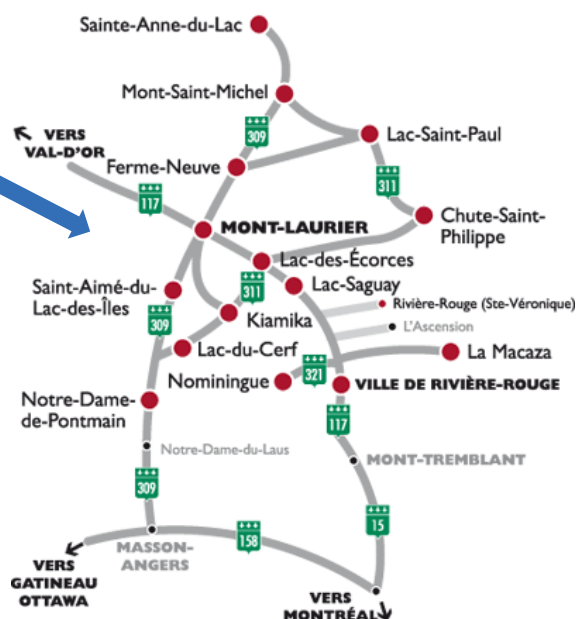 Sainte-Anne-du-Lac
Mont-Saint-Michel
VERS
VAL-D'OR
309
Lac-Saint-Paul
Ferme-Neuve
117
311
MONT-LAURIER
Chute-Saint-
Philippe
Lac-des-Écorces
Saint-Aimé-du-
Lac-des-Îles
311
Lac-Saguay
Rivière-Rouge (Ste-Véronique)
Kiamika
309
L'Ascension
Lac-du-Cerf
La Macaza
Nominingue
321
VILLE DE RIVIÈRE-ROUGE
Notre-Dame-
de-Pontmain
117
Notre-Dame-du-Laus
MONT-TREMBLANT
309
15
MASSON-
ANGERS
158
VERS
GATINEAU
OTTAWA
VERS
MONTRÉAL